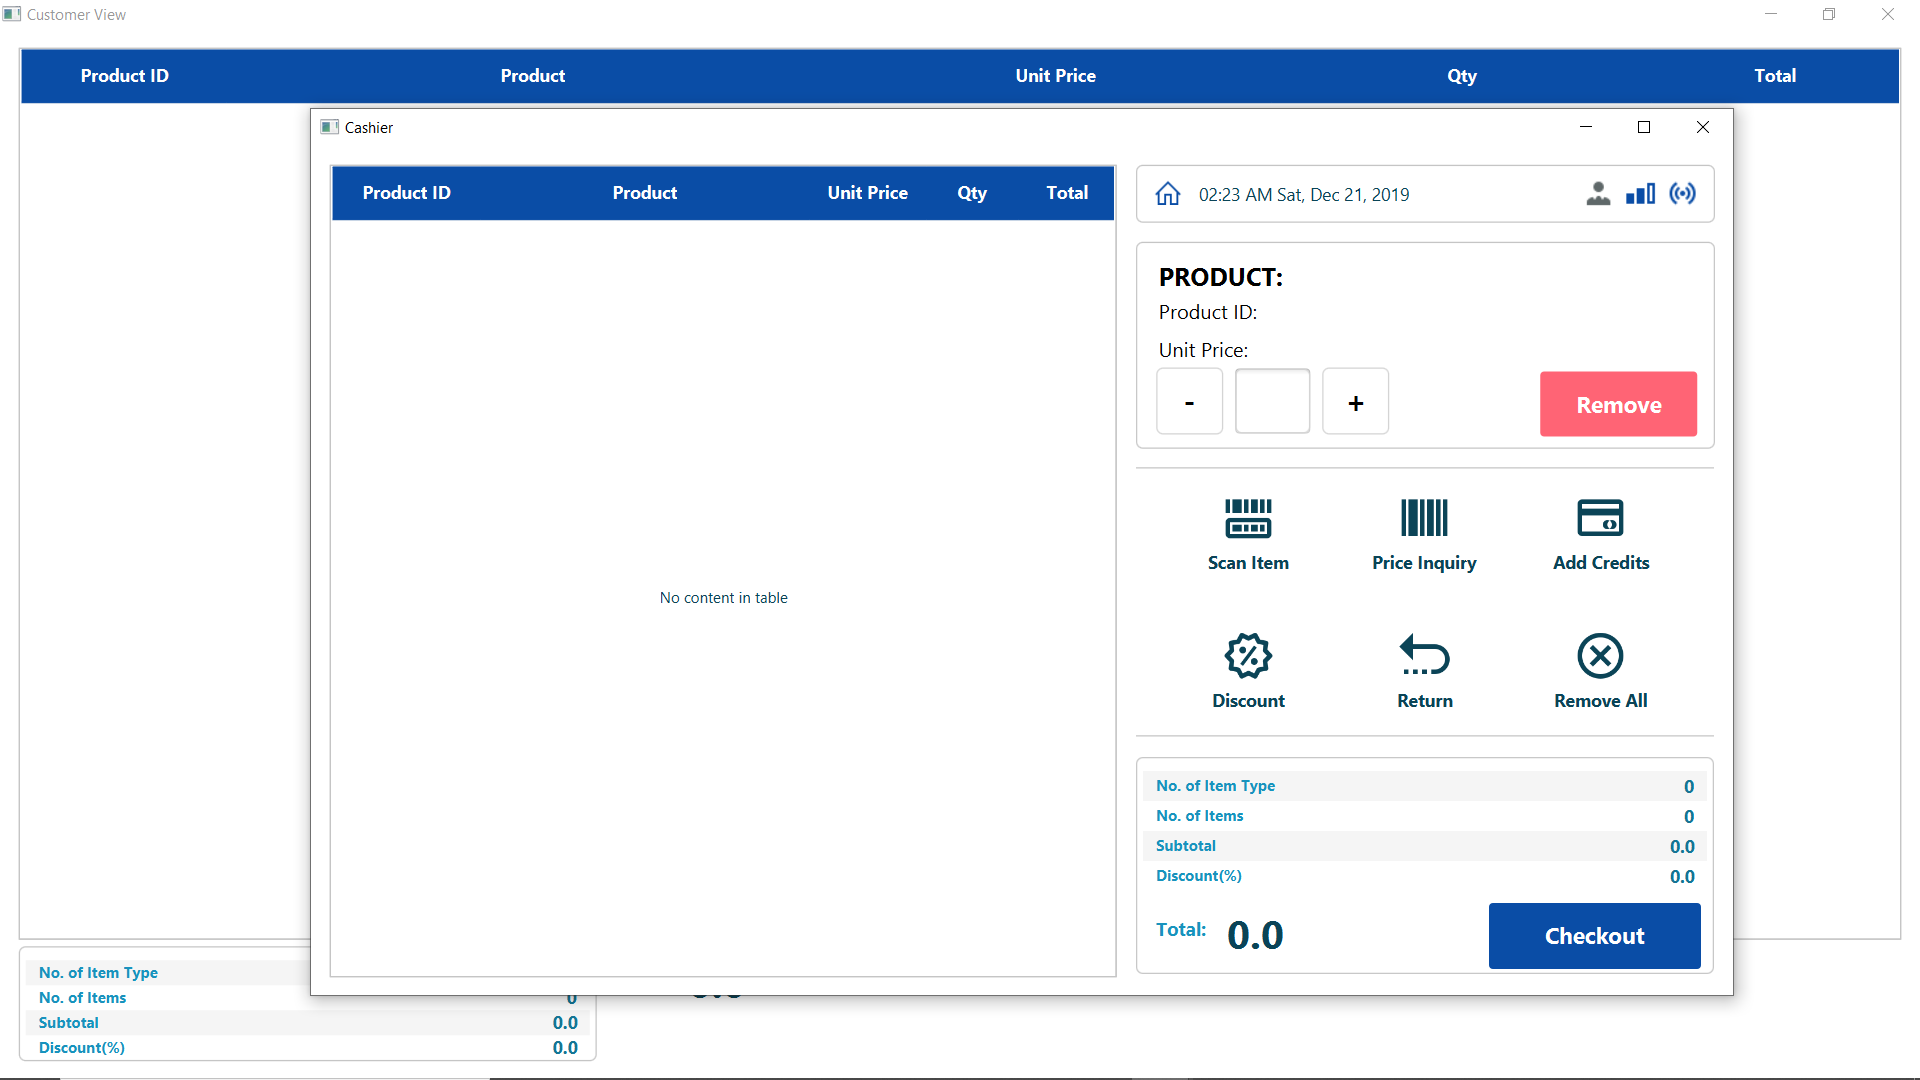 Customer View
Product ID Product Unit Price Qty Total
Cashier
Product ID Product Unit Price Qty Total
No content in table
02:23 AM Sat, Dec 21, 2019
PRODUCT:
Product ID:
Unit Price:
- +
Remove
Scan Item Price Inquiry Add Credits
Discount Return Remove All
No. of Item Type 0
No. of Items 0
Subtotal 0.0
Discount(%) 0.0
Total: 0.0
Checkout
No. of Item Type
No. of Items 0
Subtotal 0.0
Discount(%) 0.0